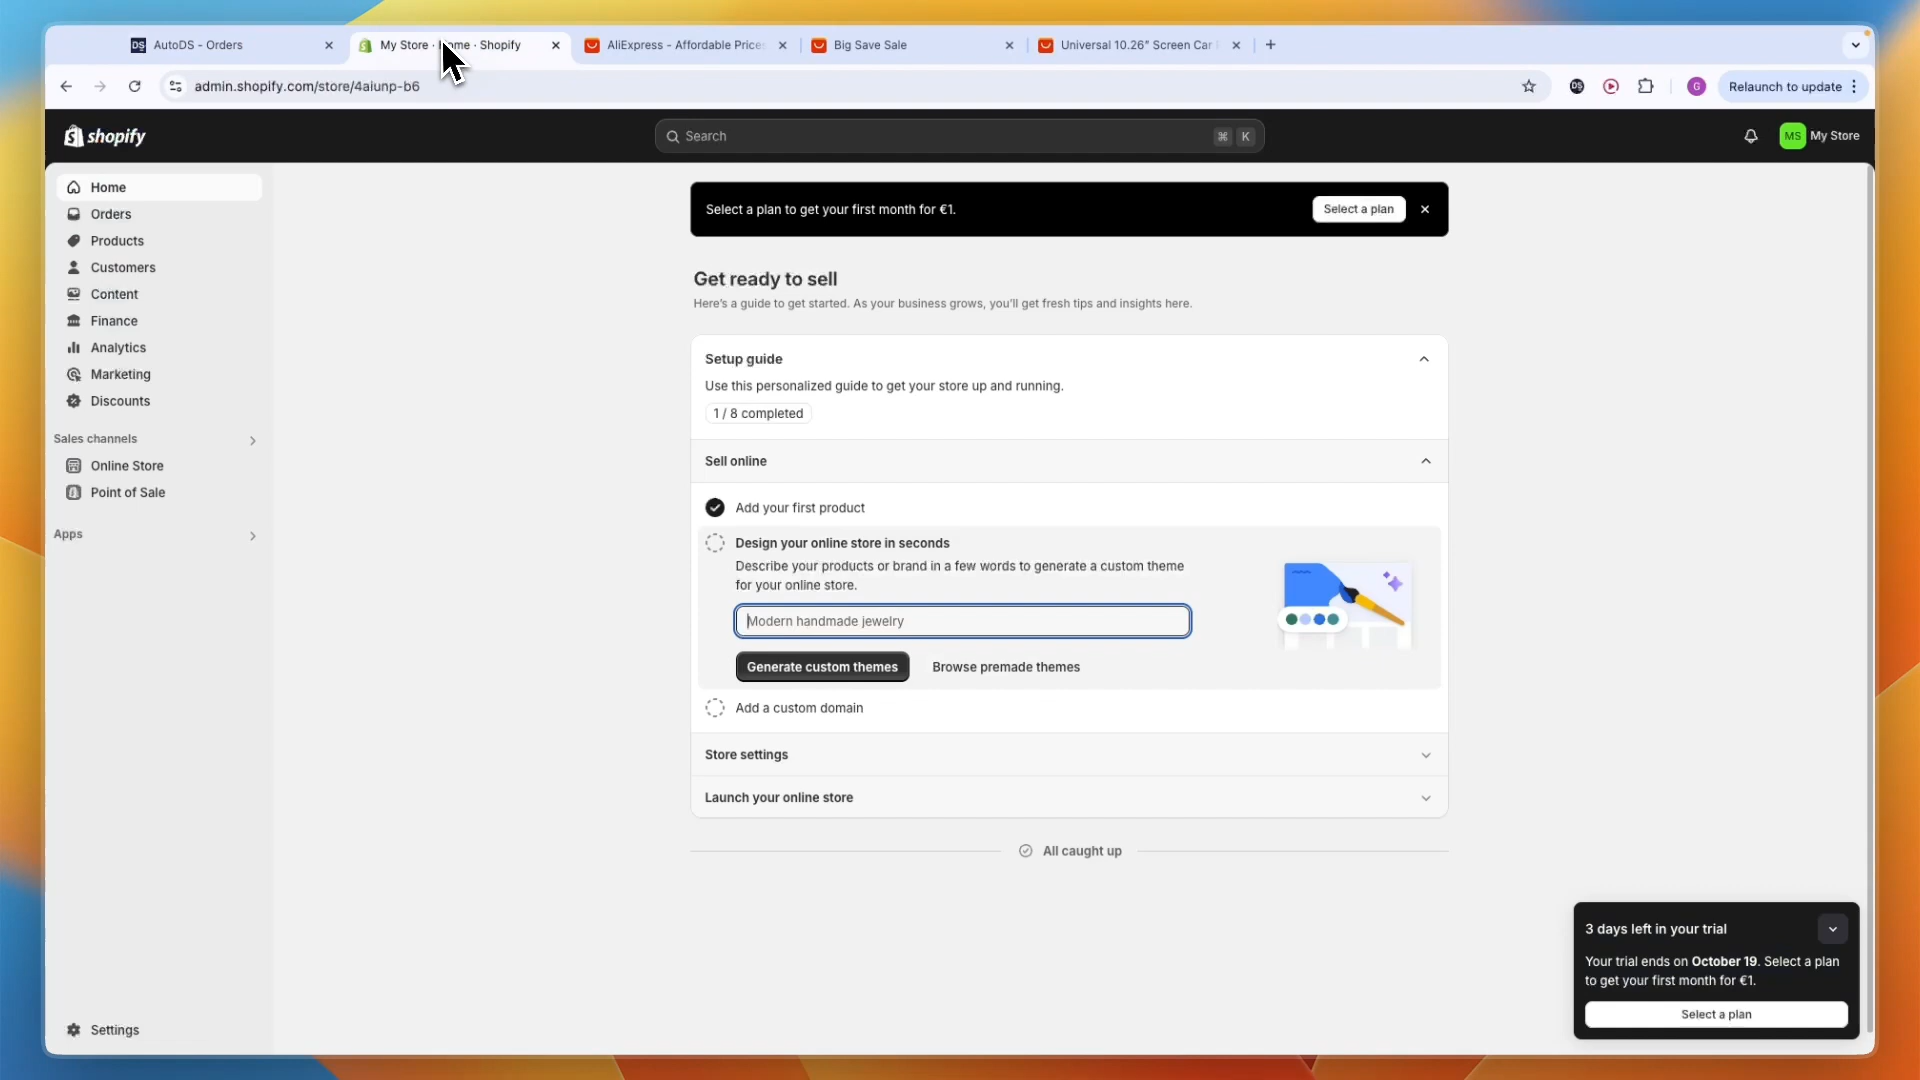 AutoDS - Orders
My Store · ome · Shopify
AliExpress - Affordable Price
Big Save Sale
Universal 10.26" Screen Car
admin.shopify.com/store/4aiunp-b6
DS
G
Relaunch to update
shopify
Search
⌘ K
MS My Store
Home
Orders
Products
Customers
Content
Finance
Analytics
Marketing
Discounts
Sales channels
Online Store
Point of Sale
Apps
Settings
Select a plan to get your first month for €1.
Select a plan
Get ready to sell
Here's a guide to get started. As your business grows, you'll get fresh tips and insights here.
Setup guide
Use this personalized guide to get your store up and running.
1 / 8 completed
Sell online
Add your first product
Design your online store in seconds
Describe your products or brand in a few words to generate a custom theme
for your online store.
Modern handmade jewelry
Generate custom themes
Browse premade themes
Add a custom domain
Store settings
Launch your online store
All caught up
3 days left in your trial
Your trial ends on October 19. Select a plan
to get your first month for €1.
Select a plan